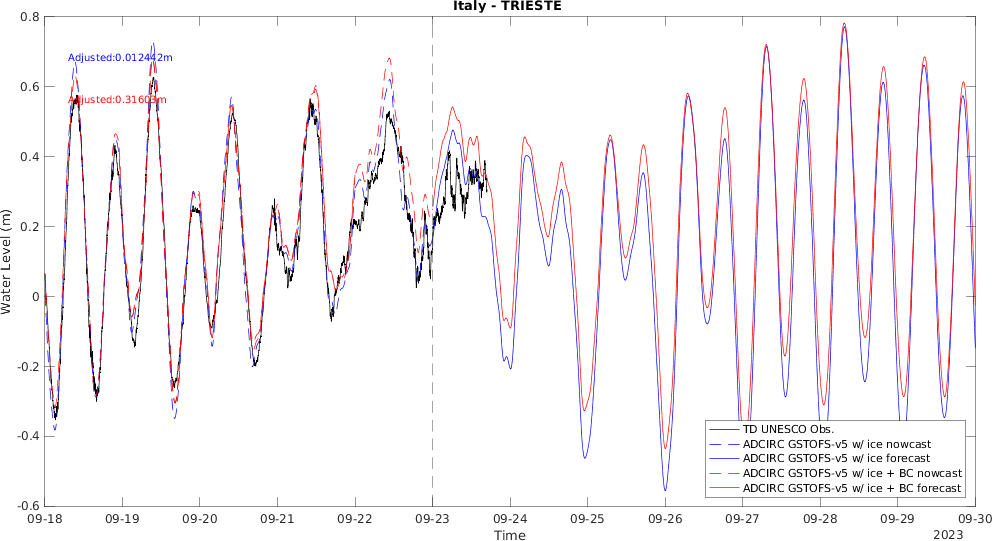 Italy - TRIESTE
0.8
0.6
0.4
0.2
0
-0.2
-0.4
-0.6
Water Level (m)
Adjusted:0.012442m
Adjusted:0.31603m
TD UNESCO Obs.
ADCIRC GSTOFS-v5 w/ ice nowcast
ADCIRC GSTOFS-v5 w/ ice forecast
ADCIRC GSTOFS-v5 w/ ice + BC nowcast
ADCIRC GSTOFS-v5 w/ ice + BC forecast
09-18 09-19 09-20 09-21 09-22 09-23 09-24 09-25 09-26 09-27 09-28 09-29 09-30
Time
2023